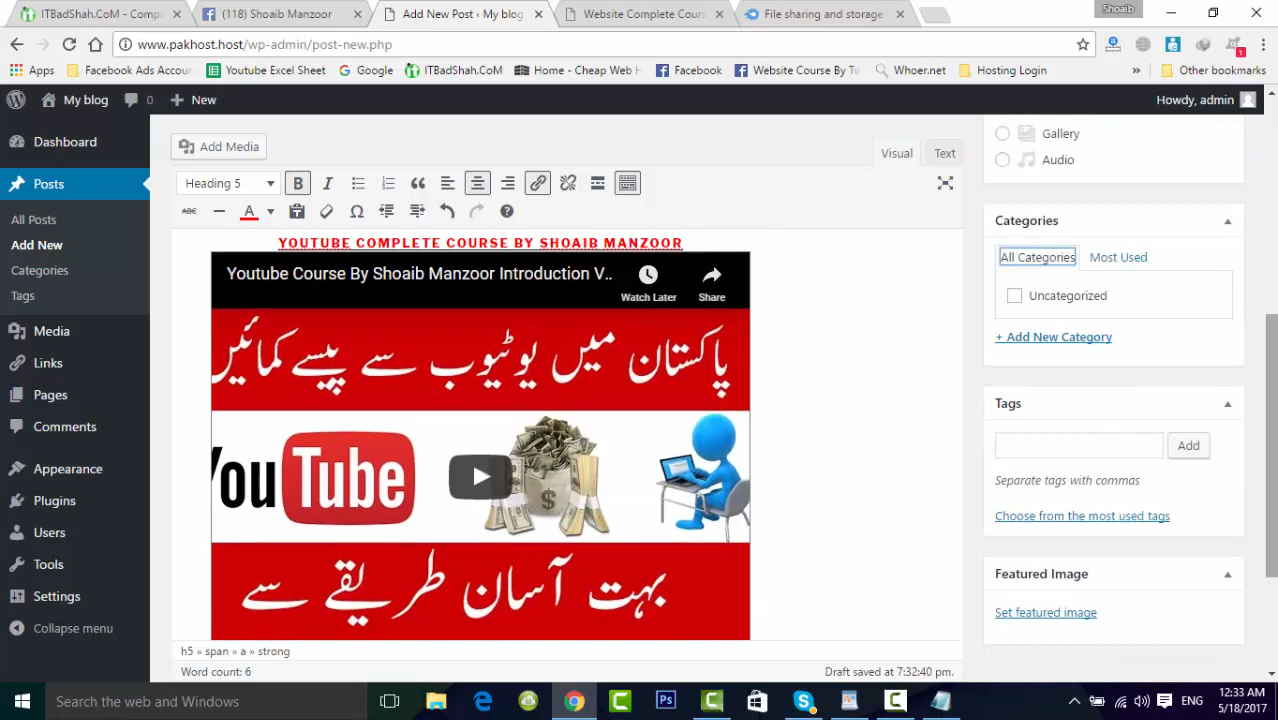 ITBadShah.CoM - Comp
(118) Shoaib Manzoor
Add New Post ‹ My blog
Website Complete Cours
File sharing and storage
Shoaib
www.pakhost.host/wp-admin/post-new.php
Apps
Facebook Ads Accoun
Youtube Excel Sheet
Google
ITBadShah.CoM
Home - Cheap Web H
Facebook
Website Course By Tw
Whoer.net
Hosting Login
»
Other bookmarks
My blog
0
New
Howdy, admin
Dashboard
Posts
All Posts
Add New
Categories
Tags
Media
Links
Pages
Comments
Appearance
Plugins
Users
Tools
Settings
Collapse menu
Add Media
Visual
Text
Heading 5
B
I
ABC
A
YOUTUBE COMPLETE COURSE BY SHOAIB MANZOOR
Youtube Course By Shoaib Manzoor Introduction V..
Watch Later
Share
پاکستان میں یوٹیوب سے پیسے کمائیں
You Tube
بہت آسان طریقے سے
h5 » span » a » strong
Word count: 6
Draft saved at 7:32:40 pm.
Gallery
Audio
Categories
All Categories
Most Used
Uncategorized
+ Add New Category
Tags
Add
Separate tags with commas
Choose from the most used tags
Featured Image
Set featured image
Search the web and Windows
Ps
ENG
12:33 AM
5/18/2017